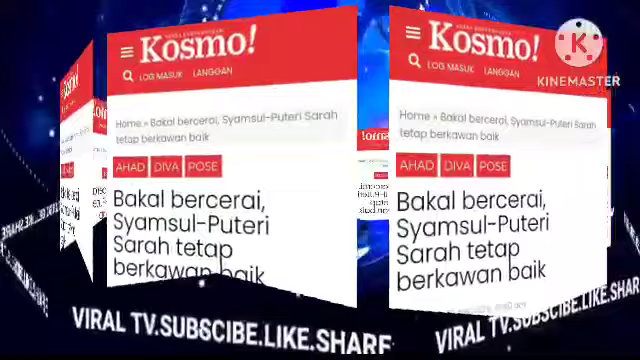 Kosmo!
LOG MASUK LANGGAN
Home » Bakal bercerai, Syamsul-Puteri Sarah
tetap berkawan baik
AHAD DIVA POSE
Bakal bercerai,
Syamsul-Puteri
Sarah tetap
berkawan baik
Kosmo!
LOG MASUK LANGGAN
Home » Bakal bercerai, Syamsul-Puteri Sarah
tetap berkawan baik
AHAD DIVA POSE
Bakal bercerai,
Syamsul-Puteri
Sarah tetap
berkawan baik
K
KINEMASTER
VIRAL TV.SUBSCIBE.LIKE.SHARE
VIRAL TV.SUBSCIBE.LIKE.SHAR